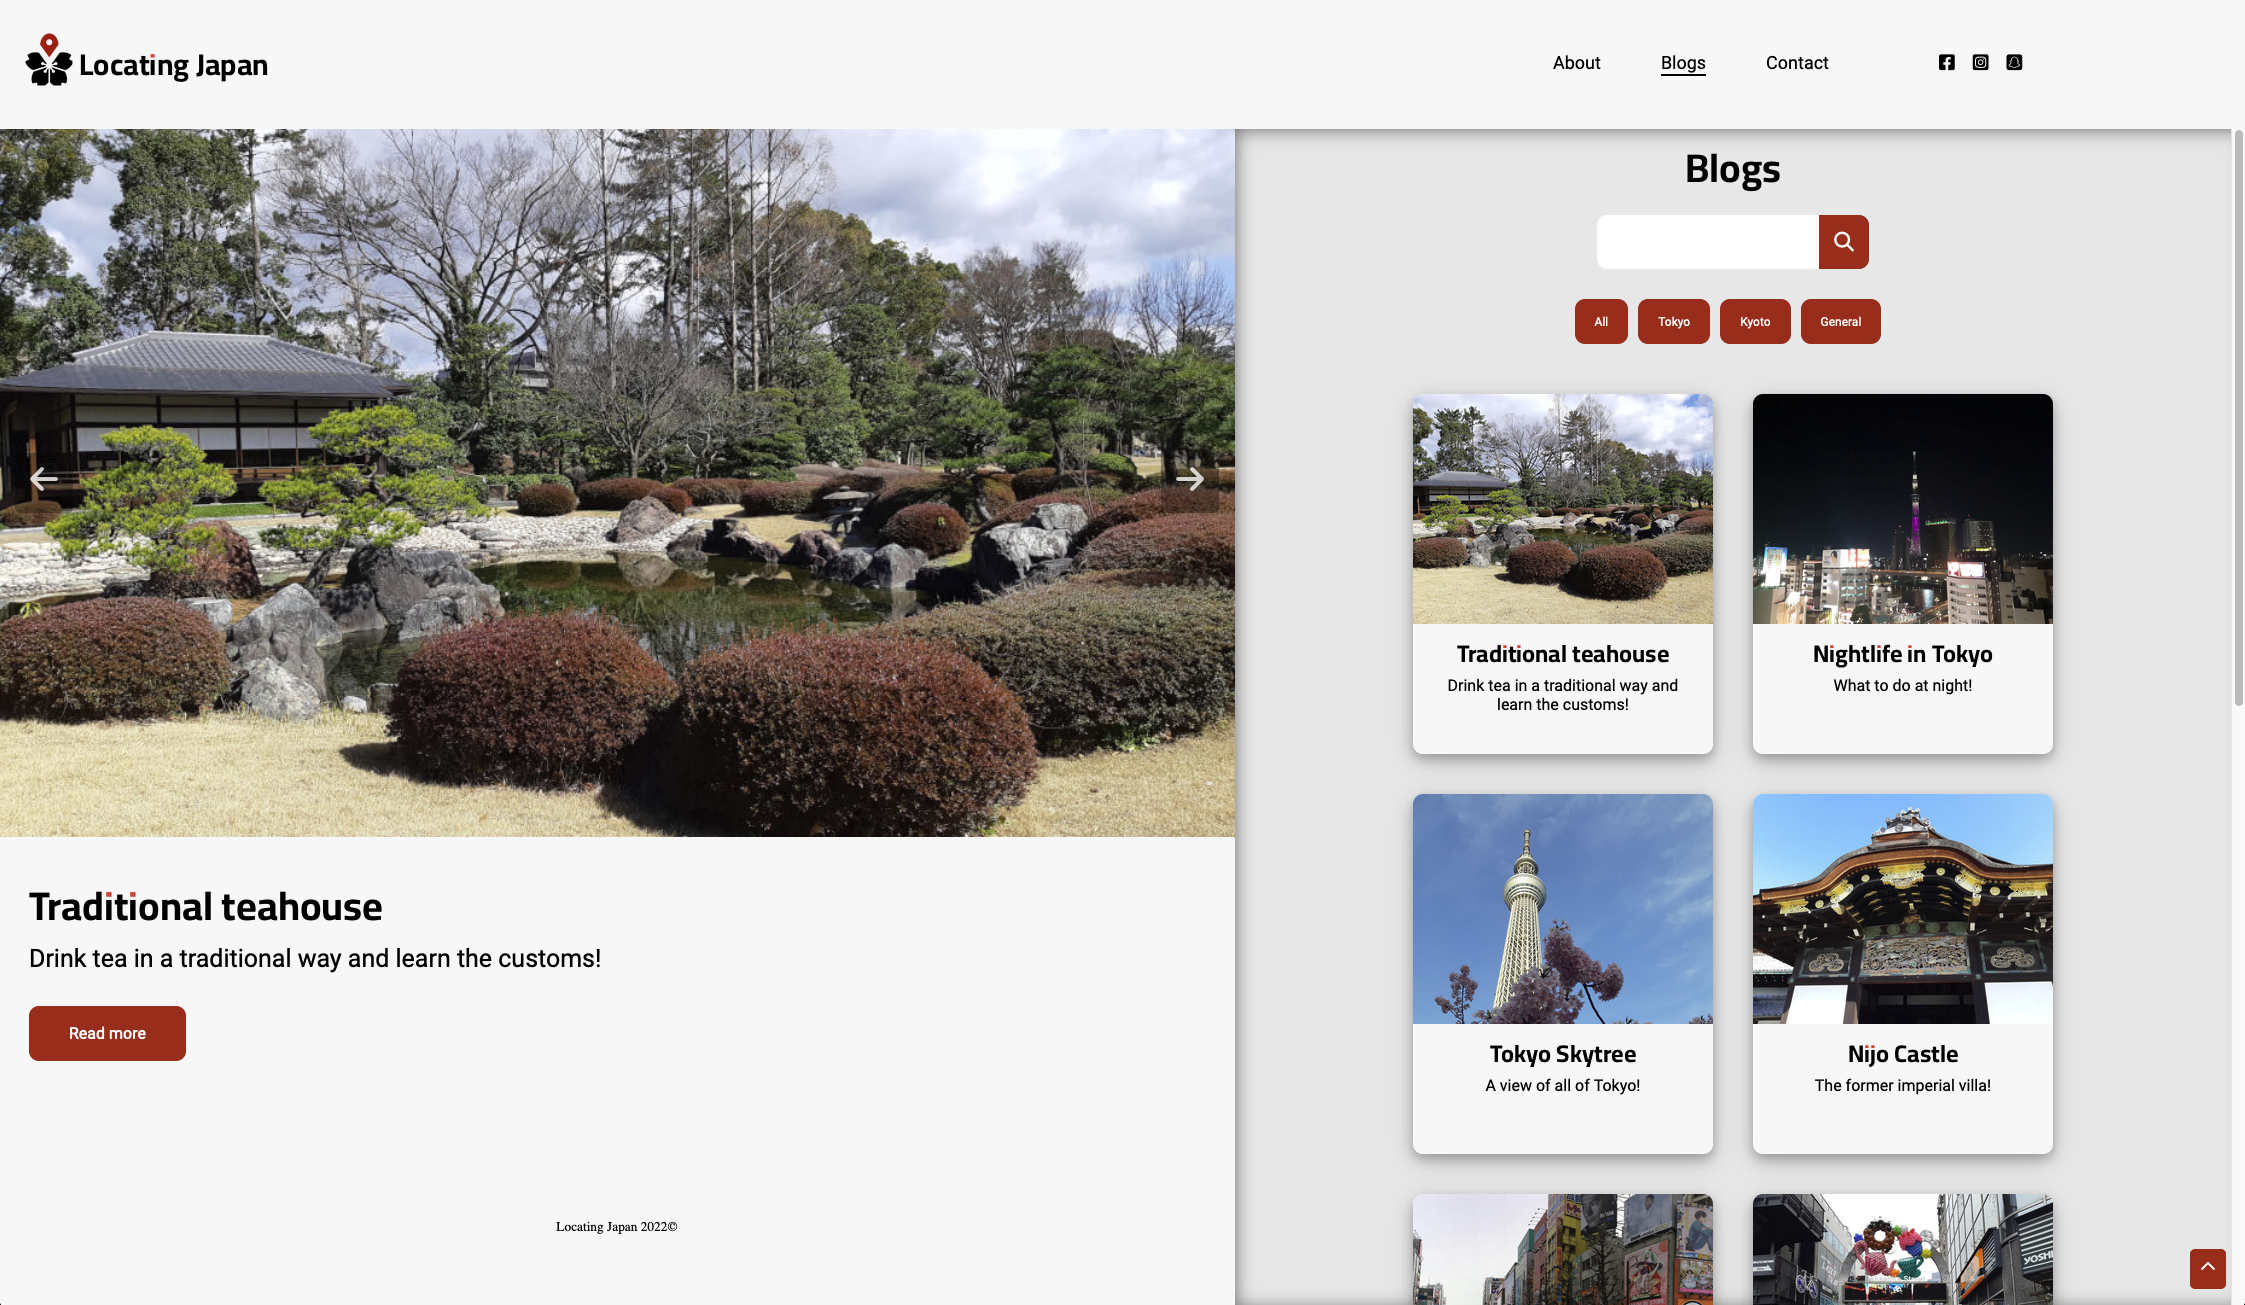 Locating Japan
About
Blogs
Contact
Blogs
All
Tokyo
Kyoto
General
Traditional teahouse
Drink tea in a traditional way and
learn the customs!
Nightlife in Tokyo
What to do at night!
Tokyo Skytree
A view of all of Tokyo!
Nijo Castle
The former imperial villa!
YOSHI
Traditional teahouse
Drink tea in a traditional way and learn the customs!
Read more
Locating Japan 2022©